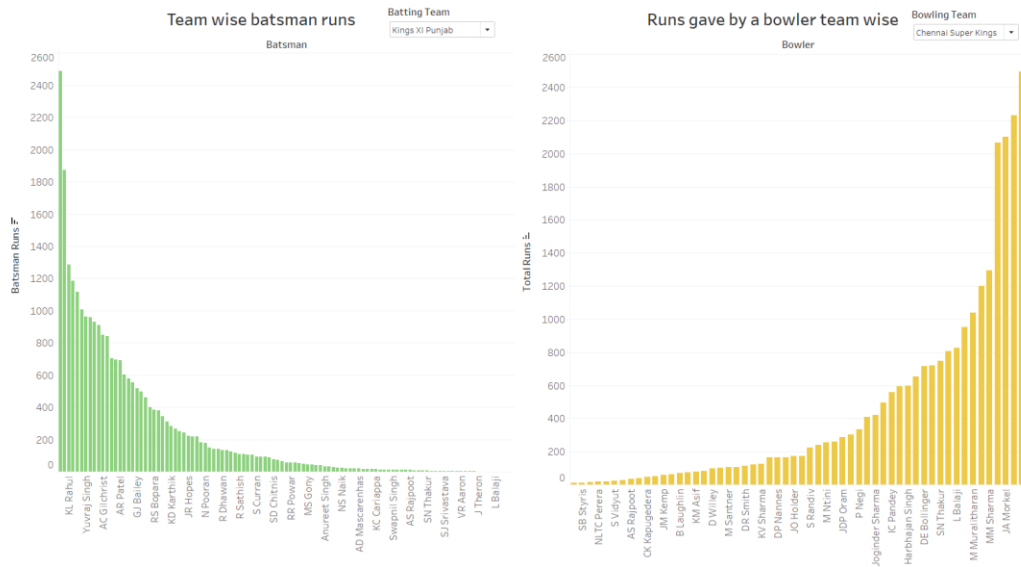 Team wise batsman runs
Batting Team
Kings XI Punjab
Batsman
2600
2400
2200
2000
1800
1600
1400
1200
1000
800
600
400
200
0
Batsman Runs
KL Rahul
Yuvraj Singh
AC Gilchrist
AR Patel
GJ Bailey
RS Bopara
KD Karthik
JR Hopes
N Pooran
R Dhawan
R Sathish
S Curran
SD Chitnis
RR Powar
MS Gony
Anureet Singh
NS Naik
AD Mascarenhas
KC Cariappa
Swapnil Singh
AS Rajpoot
SN Thakur
SJ Srivastava
VR Aaron
J Theron
L Balaji
Runs gave by a bowler team wise
Bowling Team
Chennai Super Kings
Bowler
2600
2400
2200
2000
1800
1600
1400
1200
1000
800
600
400
200
0
Total Runs
SB Styris
NLTC Perera
S Vidyut
AS Rajpoot
CK Kapugedera
JM Kemp
B Laughlin
KM Asif
D Willey
M Santner
DR Smith
KV Sharma
DP Nannes
JO Holder
S Randiv
M Ntini
JDP Oram
P Negi
Joginder Sharma
IC Pandey
Harbhajan Singh
DE Bollinger
SN Thakur
L Balaji
M Muralitharan
MM Sharma
JA Morkel